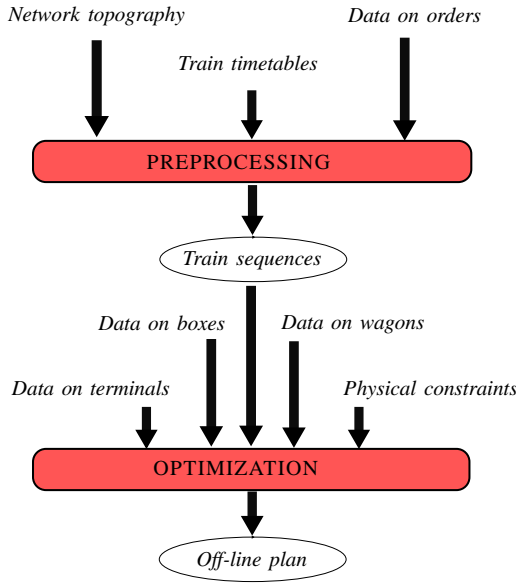 Network topography
Data on orders
Train timetables
PREPROCESSING
Train sequences
Data on boxes
Data on wagons
Data on terminals
Physical constraints
OPTIMIZATION
Off-line plan